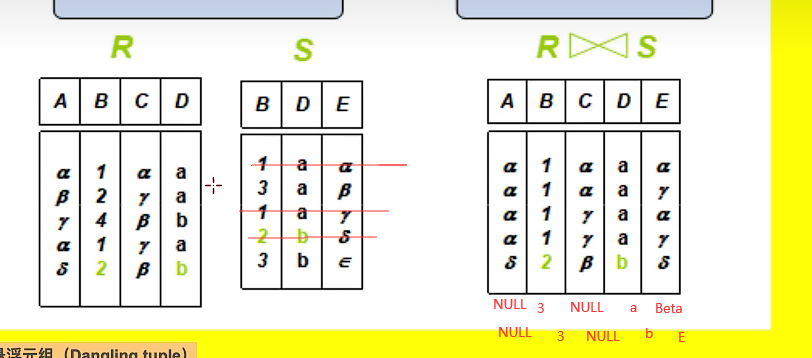 R S R ⋈ S
A B C D
B D E
A B C D E
α 1 α a
β 2 γ a
γ 4 β b
α 1 γ a
δ 2 β b
1 a α
3 a β
1 a γ
2 b δ
3 b ∈
α 1 α a α
α 1 α a γ
α 1 γ a α
α 1 γ a γ
δ 2 β b δ
NULL 3 NULL a Beta
NULL 3 NULL b E
悬浮元组（Dangling tuple）